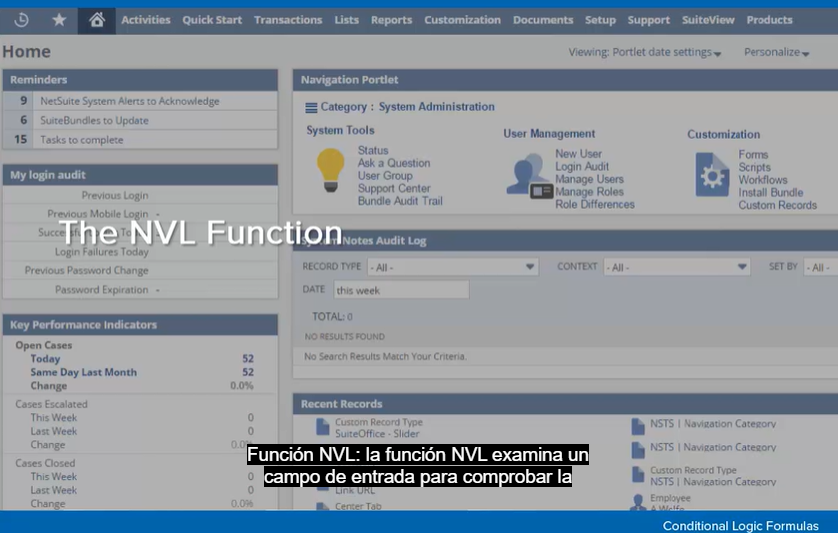 Activities Quick Start Transactions Lists Reports Customization Documents Setup Support SuiteView Products
Home
Viewing: Portlet date settings Personalize
Reminders
9 NetSuite System Alerts to Acknowledge
6 SuiteBundles to Update
15 Tasks to complete
My login audit
Previous Login
Previous Mobile Login -
Login Failures Today
Previous Password Change
Password Expiration -
The NVL Function
Key Performance Indicators
Open Cases
Today 52
Same Day Last Month 52
Change 0.0%
Cases Escalated
This Week 0
Last Week 0
Change 0.0%
Cases Closed
This Week 0
Last Week 0
Change 0.0%
Navigation Portlet
Category : System Administration
System Tools
Status
Ask a Question
User Group
Support Center
Bundle Audit Trail
User Management
New User
Login Audit
Manage Users
Manage Roles
Role Differences
Customization
Forms
Scripts
Workflows
Install Bundle
Custom Records
Notes Audit Log
RECORD TYPE - All - CONTEXT - All - SET BY - All -
DATE this week
TOTAL: 0
NO RESULTS FOUND
No Search Results Match Your Criteria.
Recent Records
Custom Record Type
SuiteOffice - Slider
Link URL
Center Tab
NSTS | Navigation Category
NSTS | Navigation Category
Custom Record Type
NSTS | Navigation Category
Employee
A Wolfe
Función NVL: la función NVL examina un
campo de entrada para comprobar la
Conditional Logic Formulas